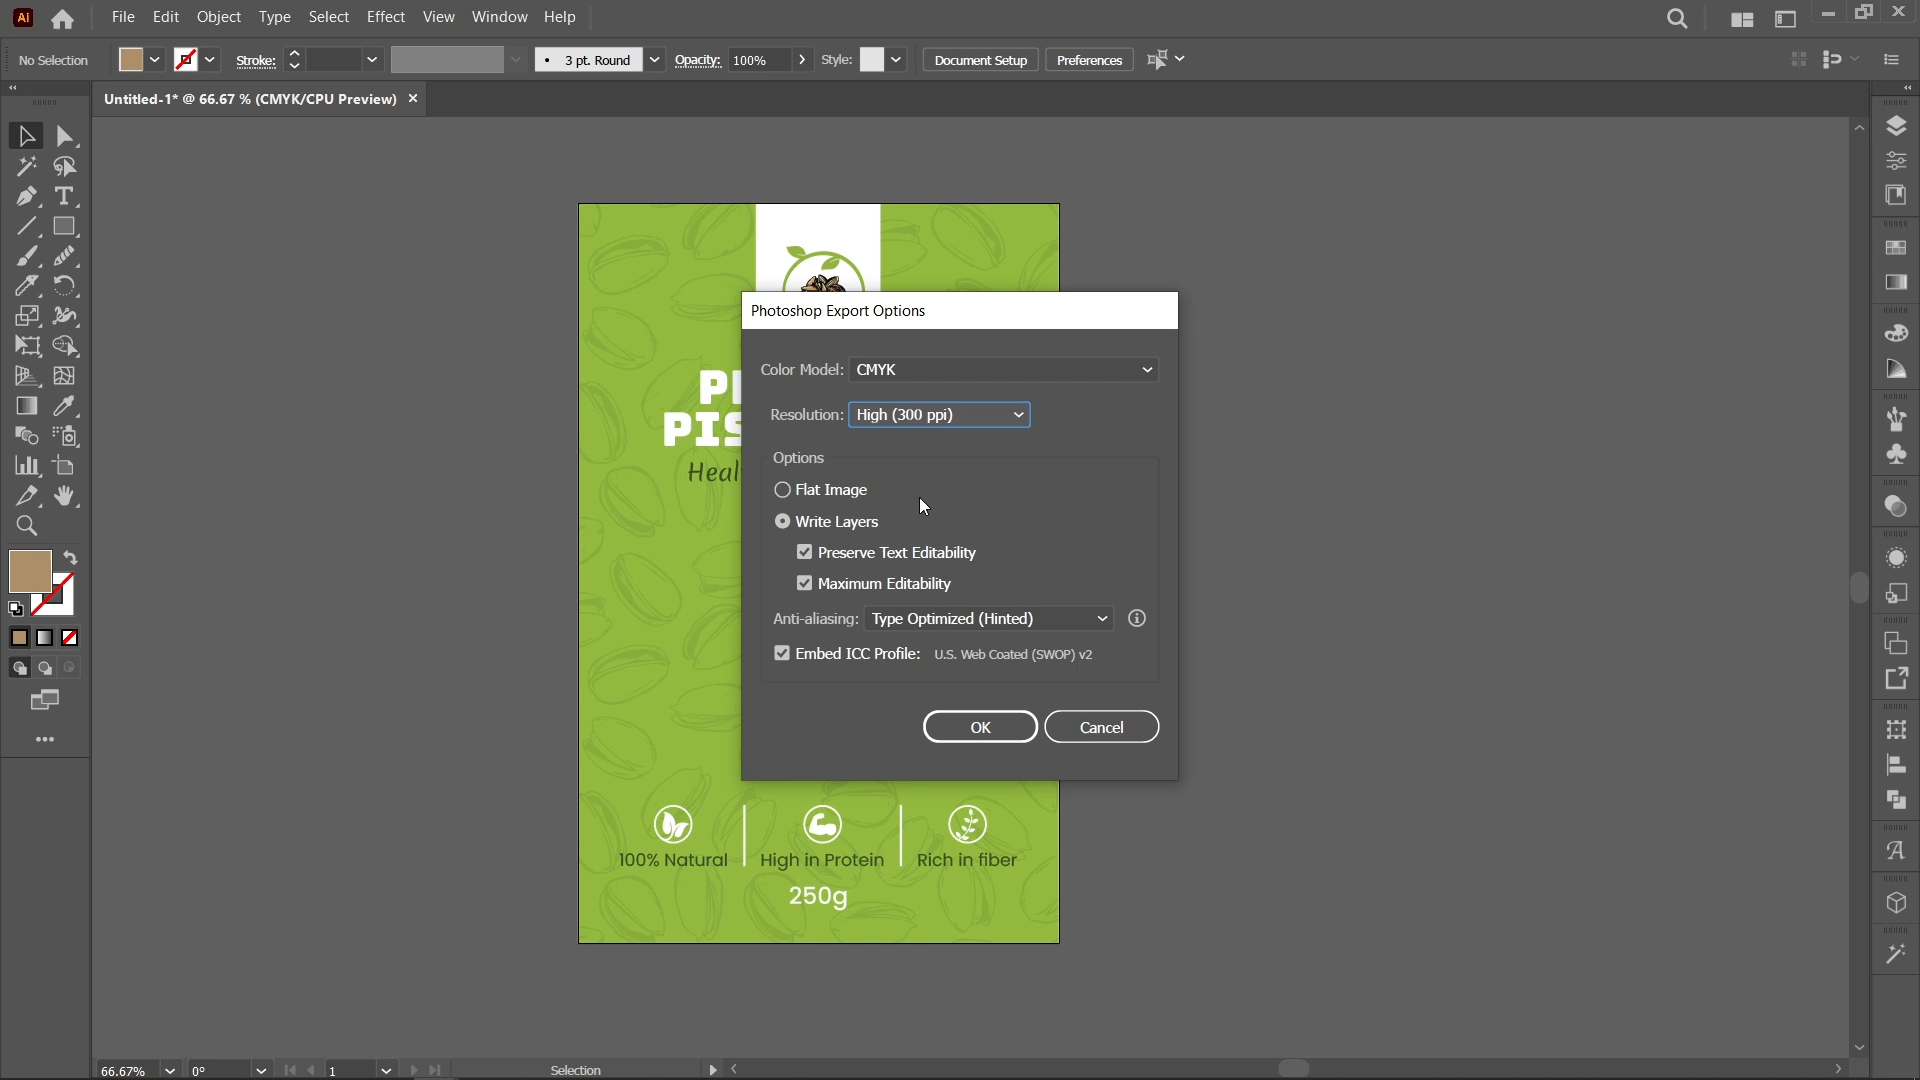 Ai File Edit Object Type Select Effect View Window Help
No Selection Stroke: 3 pt. Round Opacity: 100% Style: Document Setup Preferences
Untitled-1* @ 66.67 % (CMYK/CPU Preview)
Photoshop Export Options
Color Model: CMYK
Resolution: High (300 ppi)
Options
Flat Image
Write Layers
Preserve Text Editability
Maximum Editability
Anti-aliasing: Type Optimized (Hinted)
Embed ICC Profile: U.S. Web Coated (SWOP) v2
OK Cancel
100% Natural High in Protein Rich in fiber
250g
66.67% 0° 1 Selection